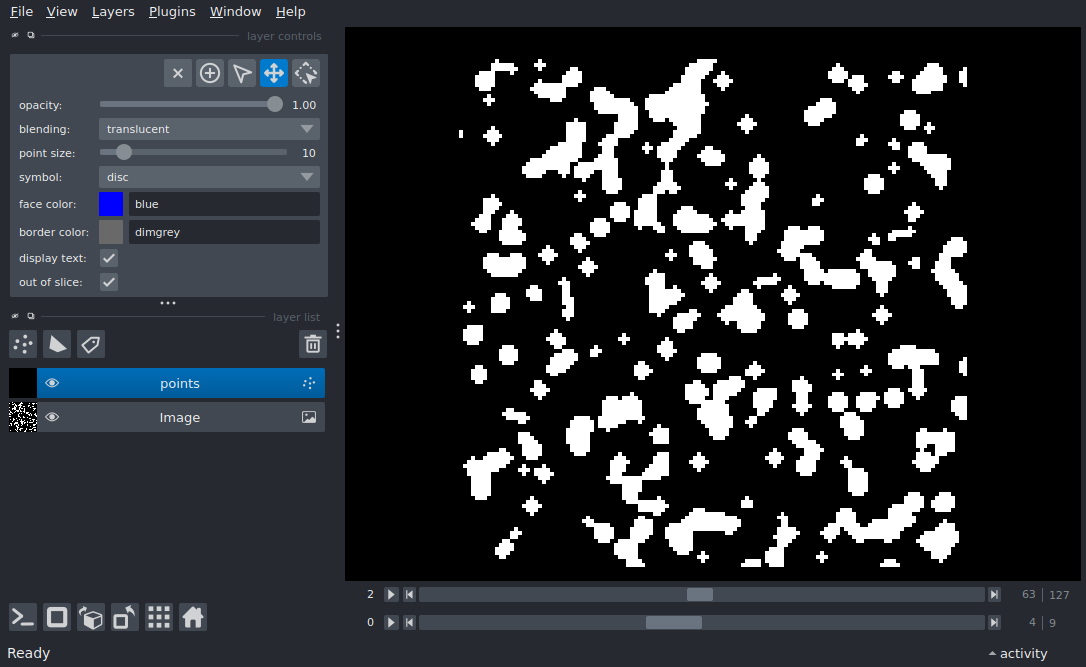 File View Layers Plugins Window Help
layer controls
opacity: 1.00
blending: translucent
point size: 10
symbol: disc
face color: blue
border color: dimgrey
display text:
out of slice:
layer list
points
Image
2 63 127
0 4 9
Ready activity